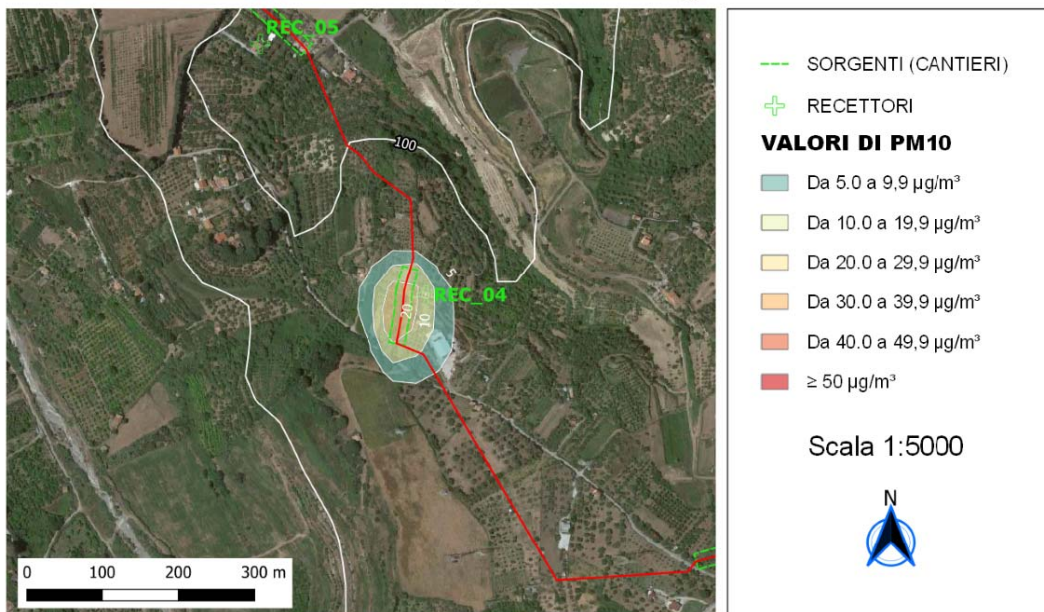 REC_05
100
5
REC_04
20
10
0 100 200 300 m
SORGENTI (CANTIERI)
RECETTORI
VALORI DI PM10
Da 5.0 a 9,9 µg/m³
Da 10.0 a 19,9 µg/m³
Da 20.0 a 29,9 µg/m³
Da 30.0 a 39,9 µg/m³
Da 40.0 a 49,9 µg/m³
≥ 50 µg/m³
Scala 1:5000
N